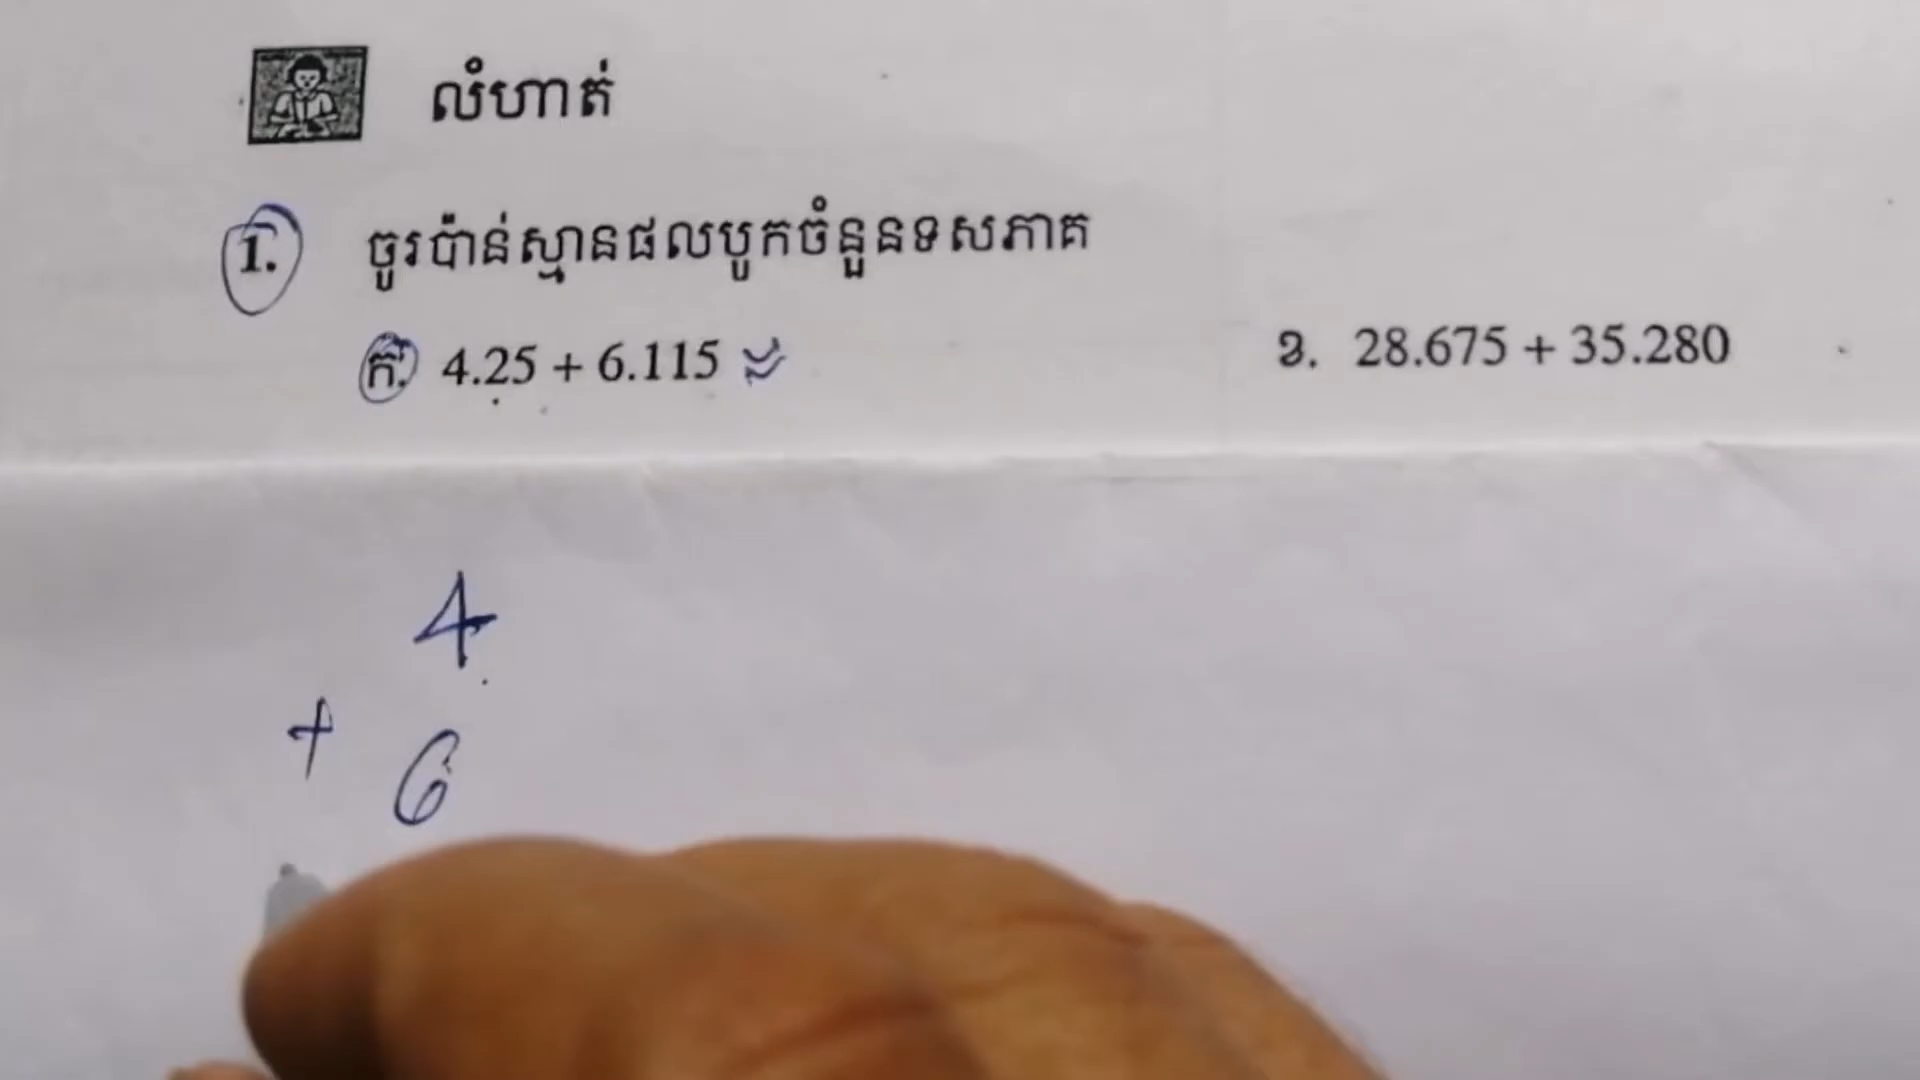 លំហាត់
1. ចូរប៉ាន់ស្មានផលបូកចំនួនទសភាគ
ក. 4.25 + 6.115 ≈
ខ. 28.675 + 35.280
4
+ 6